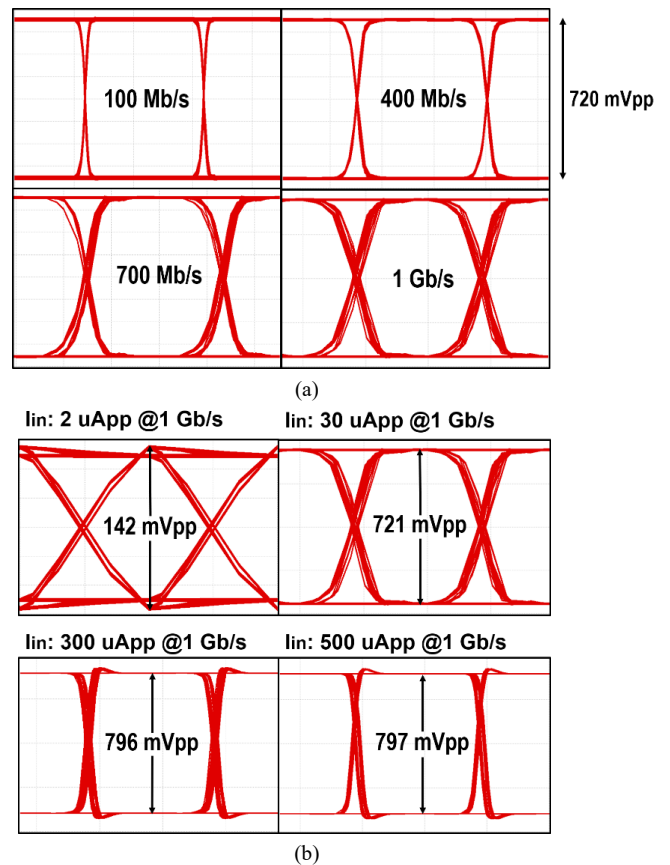 100 Mb/s
400 Mb/s
720 mVpp
700 Mb/s
1 Gb/s
(a)
Iin: 2 uApp @1 Gb/s
Iin: 30 uApp @1 Gb/s
142 mVpp
721 mVpp
Iin: 300 uApp @1 Gb/s
Iin: 500 uApp @1 Gb/s
796 mVpp
797 mVpp
(b)